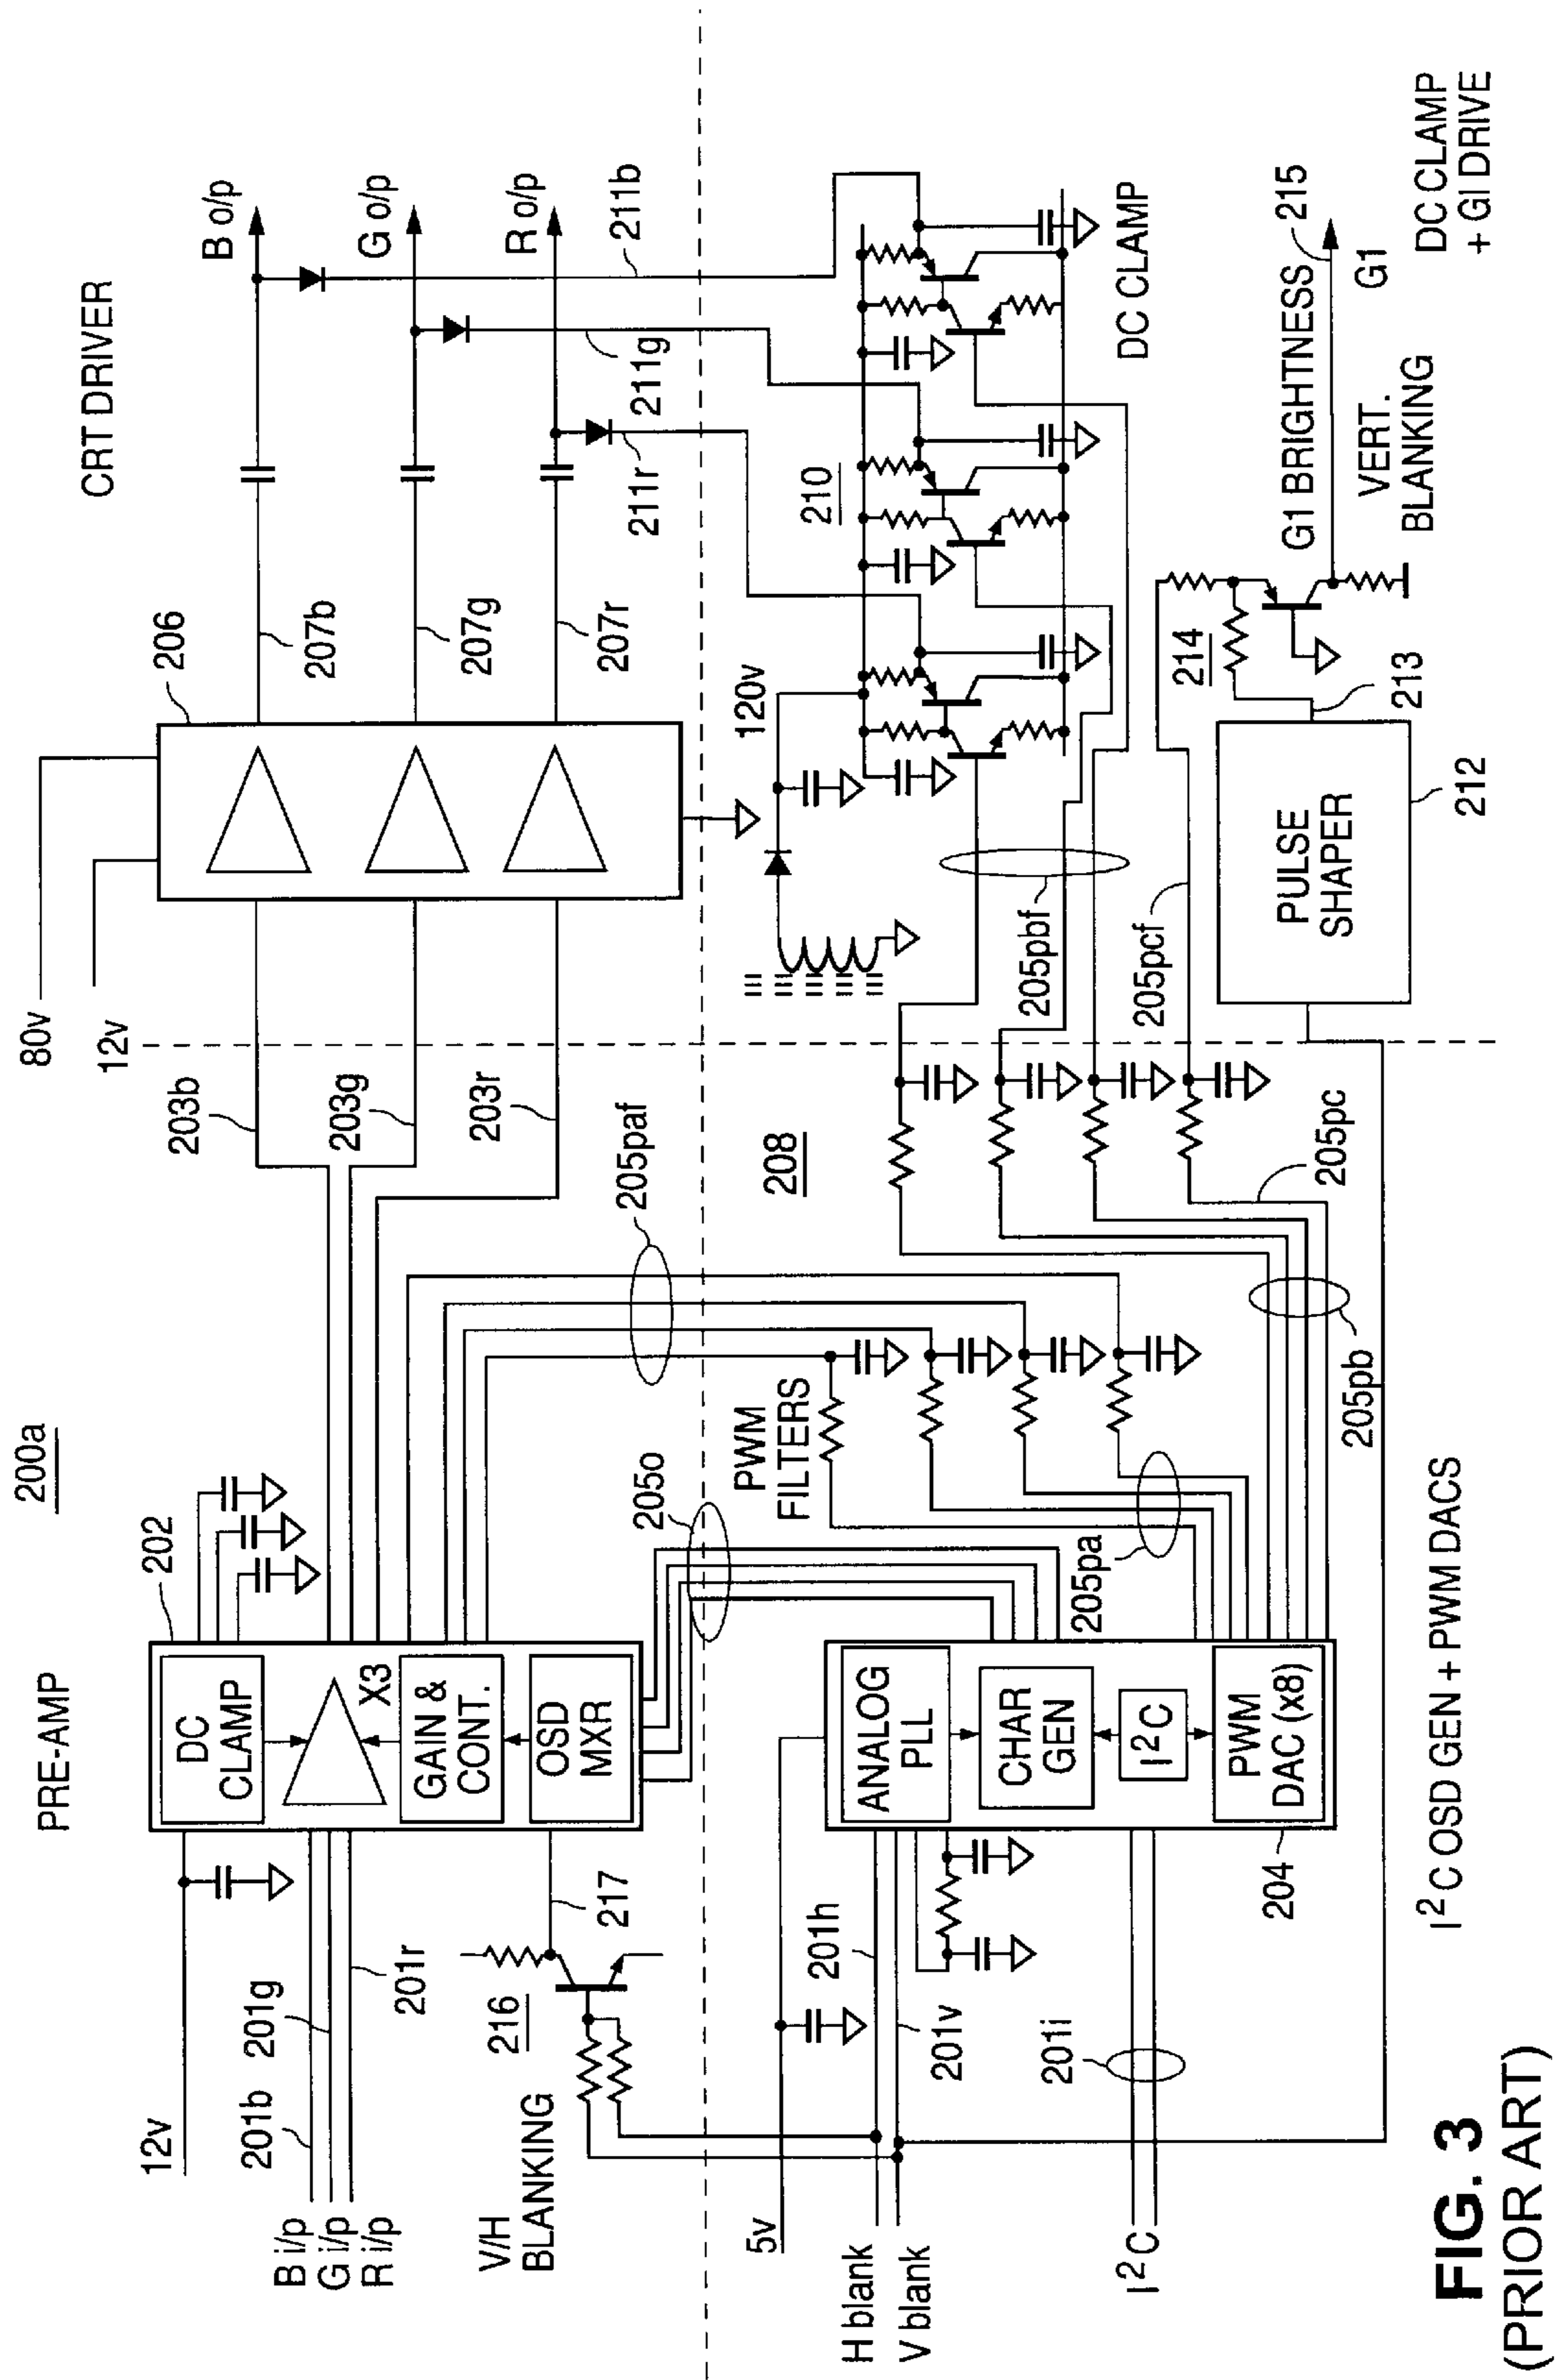 200a
PRE-AMP
CRT DRIVER
12v
201b
201g
201r
B i/p
G i/p
R i/p
V/H
BLANKING
216
217
202
DC
CLAMP
X3
GAIN &
CONT.
OSD
MXR
205o
205paf
203b
203g
203r
80v
12v
206
207b
207g
207r
B o/p
G o/p
R o/p
211r
211g
211b
5v
H blank
V blank
201h
201v
201i
I2C
204
ANALOG
PLL
CHAR
GEN
I2C
PWM
DAC (x8)
205pa
PWM
FILTERS
208
205pb
205pc
205pbf
205pcf
120v
210
DC CLAMP
PULSE
SHAPER
212
213
214
G1 BRIGHTNESS
215
G1
VERT.
BLANKING
DC CLAMP
+ GI DRIVE
I2C OSD GEN + PWM DACS
FIG. 3
(PRIOR ART)